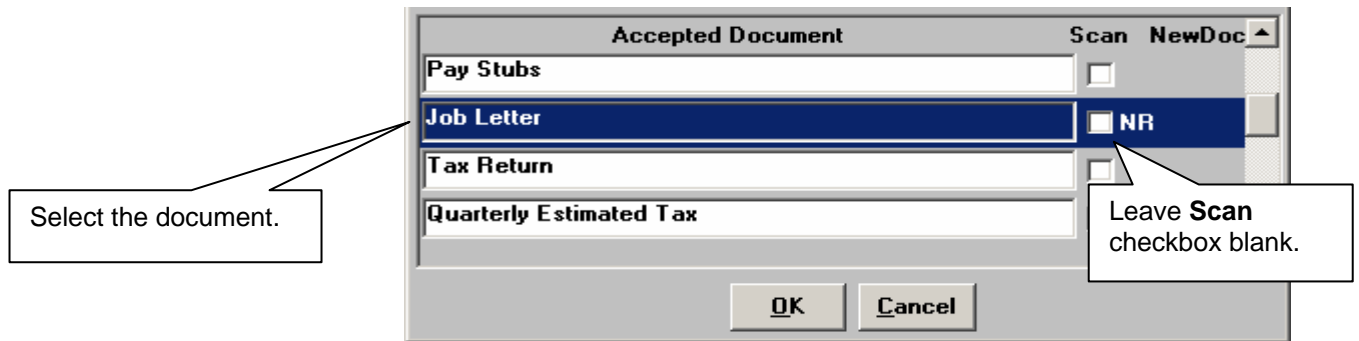 Accepted Document Scan NewDoc
Pay Stubs
Job Letter NR
Tax Return
Quarterly Estimated Tax
Select the document.
Leave Scan
checkbox blank.
OK Cancel